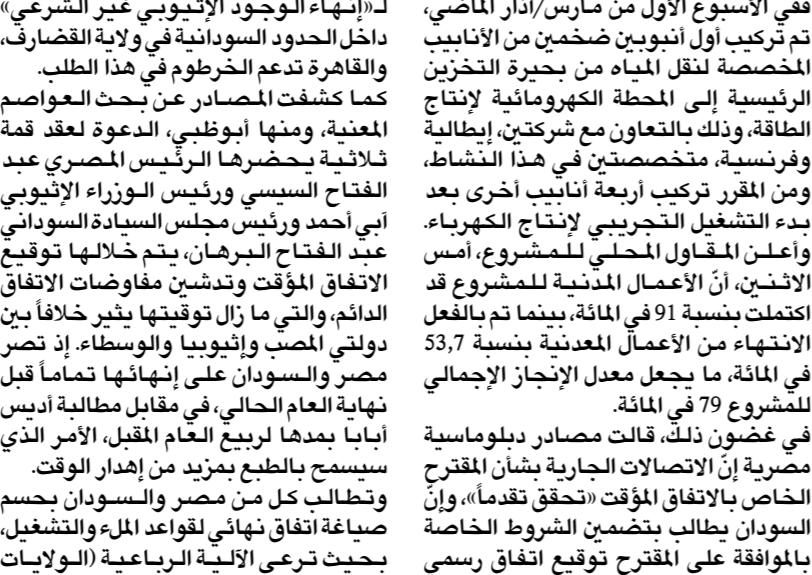 ففي الأسبوع الأول من مارس/آذار الماضي،
تم تركيب أول أنبوبين ضخمين من الأنابيب
المخصصة لنقل المياه من بحيرة التخزين
الرئيسية إلى المحطة الكهرومائية لإنتاج
الطاقة، وذلك بالتعاون مع شركتين، إيطالية
وفرنسية، متخصصتين في هذا النشاط،
ومن المقرر تركيب أربعة أنابيب أخرى بعد
بدء التشغيل التجريبي لإنتاج الكهرباء.
وأعلن المقاول المحلي للمشروع، أمس
الاثنين، أنّ الأعمال المدنية للمشروع قد
اكتملت بنسبة 91 في المائة، بينما تم بالفعل
الانتهاء من الأعمال المعدنية بنسبة 53,7
في المائة، ما يجعل معدل الإنجاز الإجمالي
للمشروع 79 في المائة.
في غضون ذلك، قالت مصادر دبلوماسية
مصرية إنّ الاتصالات الجارية بشأن المقترح
الخاص بالاتفاق المؤقت «تحقق تقدماً»، وإنّ
السودان يطالب بتضمين الشروط الخاصة
بالموافقة على المقترح توقيع اتفاق رسمي
لـ«إنهاء الوجود الإثيوبي غير الشرعي»
داخل الحدود السودانية في ولاية القضارف،
والقاهرة تدعم الخرطوم في هذا الطلب.
كما كشفت المصادر عن بحث العواصم
المعنية، ومنها أبوظبي، الدعوة لعقد قمة
ثلاثية يحضرها الرئيس المصري عبد
الفتاح السيسي ورئيس الوزراء الإثيوبي
آبي أحمد ورئيس مجلس السيادة السوداني
عبد الفتاح البرهان، يتم خلالها توقيع
الاتفاق المؤقت وتدشين مفاوضات الاتفاق
الدائم، والتي ما زال توقيتها يثير خلافاً بين
دولتي المصب وإثيوبيا والوسطاء. إذ تصر
مصر والسودان على إنهائها تماماً قبل
نهاية العام الحالي، في مقابل مطالبة أديس
أبابا بمدها لربيع العام المقبل، الأمر الذي
سيسمح بالطبع بمزيد من إهدار الوقت.
وتطالب كل من مصر والسودان بحسم
صياغة اتفاق نهائي لقواعد الملء والتشغيل،
بحيث ترعى الآلية الرباعية (الولايات